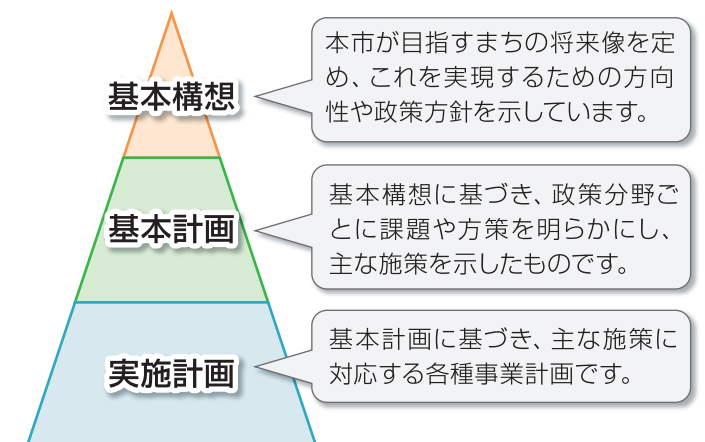 基本構想
本市が目指すまちの将来像を定
め、これを実現するための方向
性や政策方針を示しています。
基本計画
基本構想に基づき、政策分野ご
とに課題や方策を明らかにし、
主な施策を示したものです。
実施計画
基本計画に基づき、主な施策に
対応する各種事業計画です。